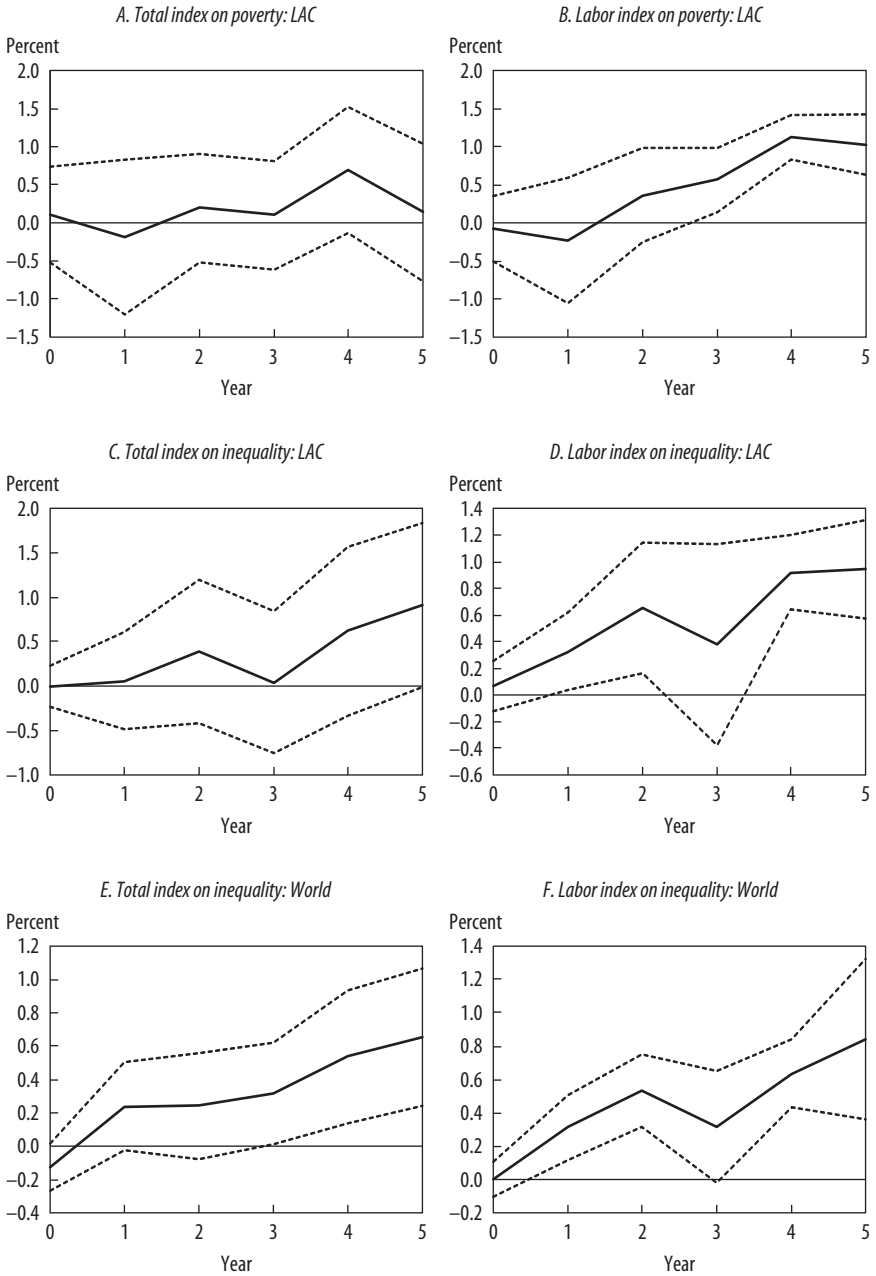 A. Total index on poverty: LAC
Percent
2.0
1.5
1.0
0.5
0.0
–0.5
–1.0
–1.5
0 1 2 3 4 5
Year
B. Labor index on poverty: LAC
Percent
2.0
1.5
1.0
0.5
0.0
–0.5
–1.0
–1.5
0 1 2 3 4 5
Year
C. Total index on inequality: LAC
Percent
2.0
1.5
1.0
0.5
0.0
–0.5
–1.0
0 1 2 3 4 5
Year
D. Labor index on inequality: LAC
Percent
1.4
1.2
1.0
0.8
0.6
0.4
0.2
0.0
–0.2
–0.4
–0.6
0 1 2 3 4 5
Year
E. Total index on inequality: World
Percent
1.2
1.0
0.8
0.6
0.4
0.2
0.0
–0.2
–0.4
0 1 2 3 4 5
Year
F. Labor index on inequality: World
Percent
1.4
1.2
1.0
0.8
0.6
0.4
0.2
0.0
–0.2
0 1 2 3 4 5
Year